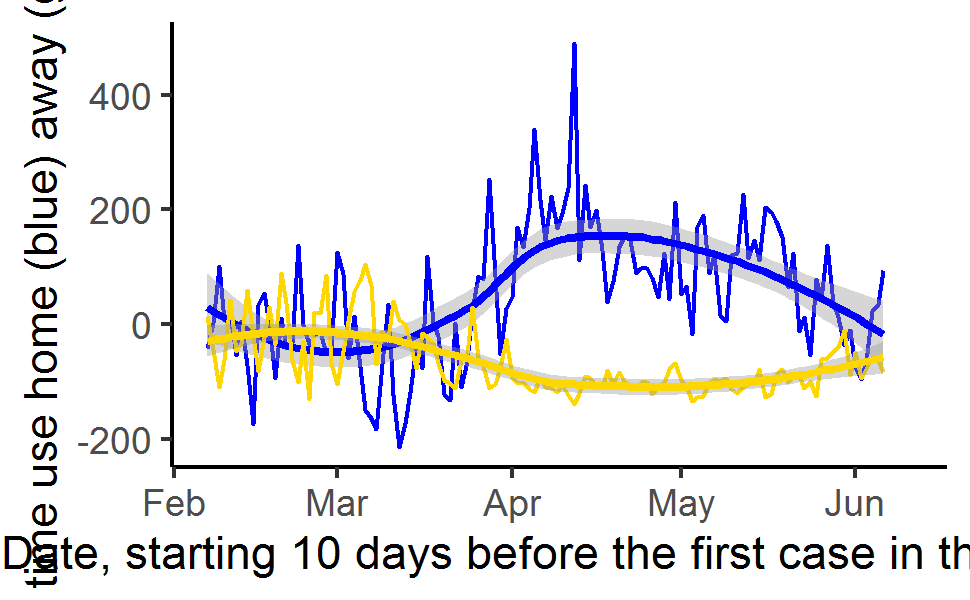 time use home (blue) away (
400
200
0
-200
Feb Mar Apr May Jun
Date, starting 10 days before the first case in th